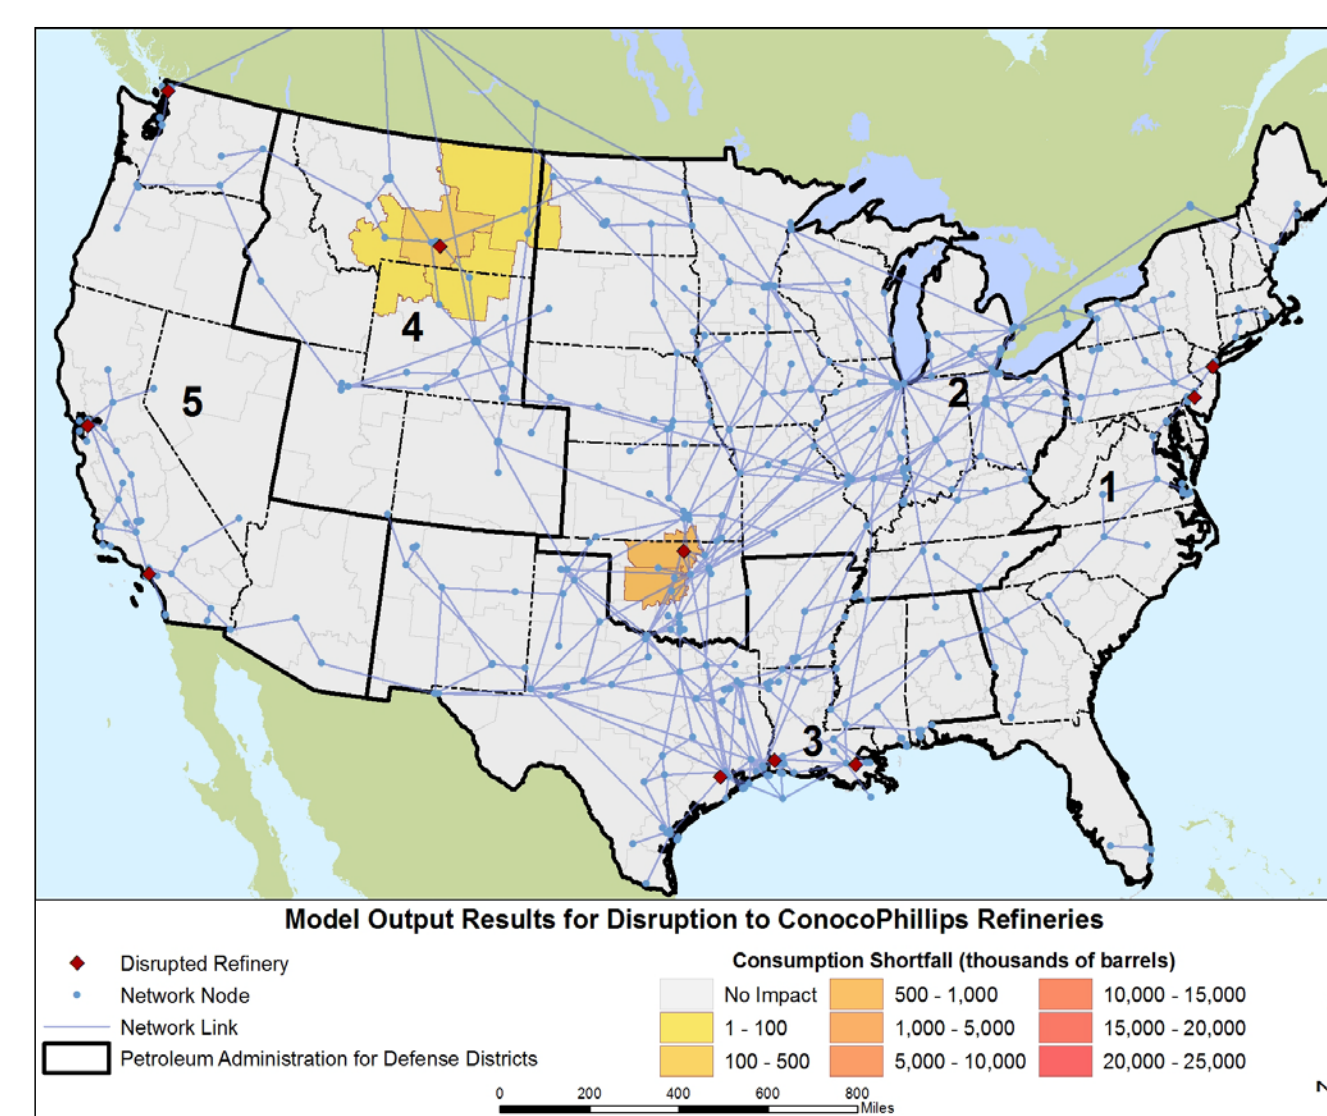 4
5
2
1
3
Model Output Results for Disruption to ConocoPhillips Refineries
Disrupted Refinery
Network Node
Network Link
Petroleum Administration for Defense Districts
Consumption Shortfall (thousands of barrels)
No Impact
1 - 100
100 - 500
500 - 1,000
1,000 - 5,000
5,000 - 10,000
10,000 - 15,000
15,000 - 20,000
20,000 - 25,000
0 200 400 600 800
Miles